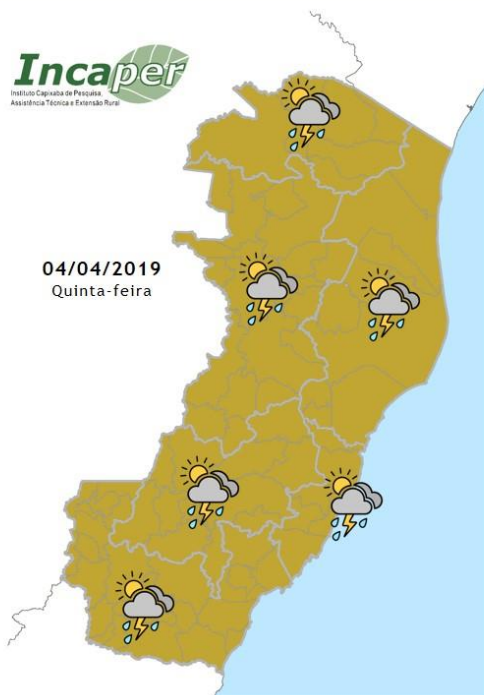 Incaper
Instituto Capixaba de Pesquisa,
Assistência Técnica e Extensão Rural
04/04/2019
Quinta-feira